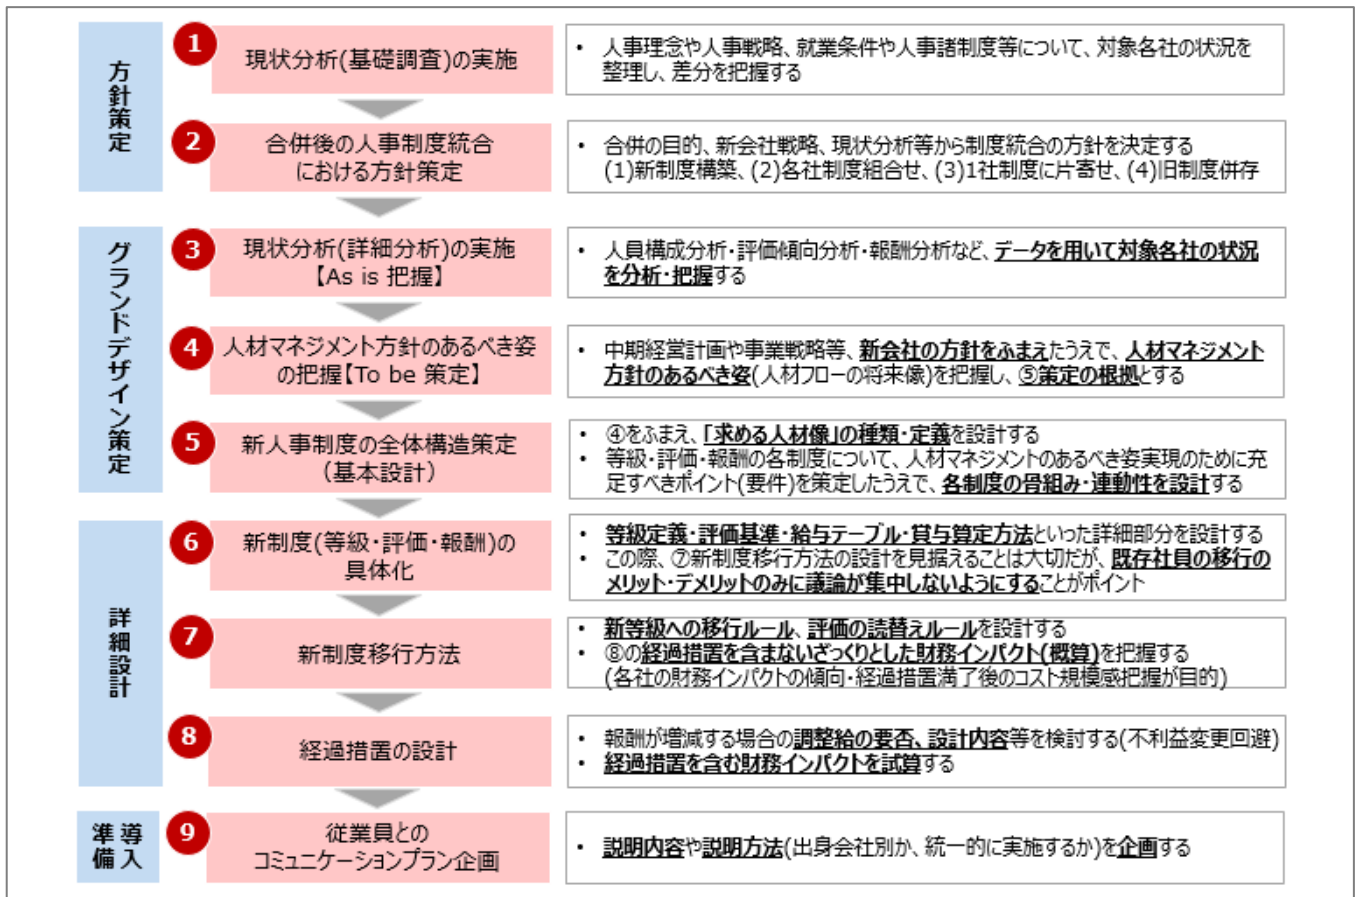 方針策定
1
現状分析(基礎調査)の実施
・ 人事理念や人事戦略、就業条件や人事諸制度等について、対象各社の状況を
整理し、差分を把握する
2
合併後の人事制度統合
における方針策定
・ 合併の目的、新会社戦略、現状分析等から制度統合の方針を決定する
(1)新制度構築、(2)各社制度組合せ、(3)1社制度に片寄せ、(4)旧制度併存
グランドデザイン策定
3
現状分析(詳細分析)の実施
【As is 把握】
・ 人員構成分析・評価傾向分析・報酬分析など、データを用いて対象各社の状況
を分析・把握する
4
人材マネジメント方針のあるべき姿
の把握【To be 策定】
・ 中期経営計画や事業戦略等、新会社の方針をふまえたうえで、人材マネジメント
方針のあるべき姿(人材フローの将来像)を把握し、⑤策定の根拠とする
5
新人事制度の全体構造策定
(基本設計)
・ ④をふまえ、「求める人材像」の種類・定義を設計する
・ 等級・評価・報酬の各制度について、人材マネジメントのあるべき姿実現のために充
足すべきポイント(要件)を策定したうえで、各制度の骨組み・連動性を設計する
詳細設計
6
新制度(等級・評価・報酬)の
具体化
・ 等級定義・評価基準・給与テーブル・賞与算定方法といった詳細部分を設計する
・ この際、⑦新制度移行方法の設計を見据えることは大切だが、既存社員の移行の
メリット・デメリットのみに議論が集中しないようにすることがポイント
7
新制度移行方法
・ 新等級への移行ルール、評価の読替えルールを設計する
・ ⑧の経過措置を含まないざっくりとした財務インパクト(概算)を把握する
(各社の財務インパクトの傾向・経過措置満了後のコスト規模感把握が目的)
8
経過措置の設計
・ 報酬が増減する場合の調整給の要否、設計内容等を検討する(不利益変更回避)
・ 経過措置を含む財務インパクトを試算する
導入準備
9
従業員との
コミュニケーションプラン企画
・ 説明内容や説明方法(出身会社別か、統一的に実施するか)を企画する